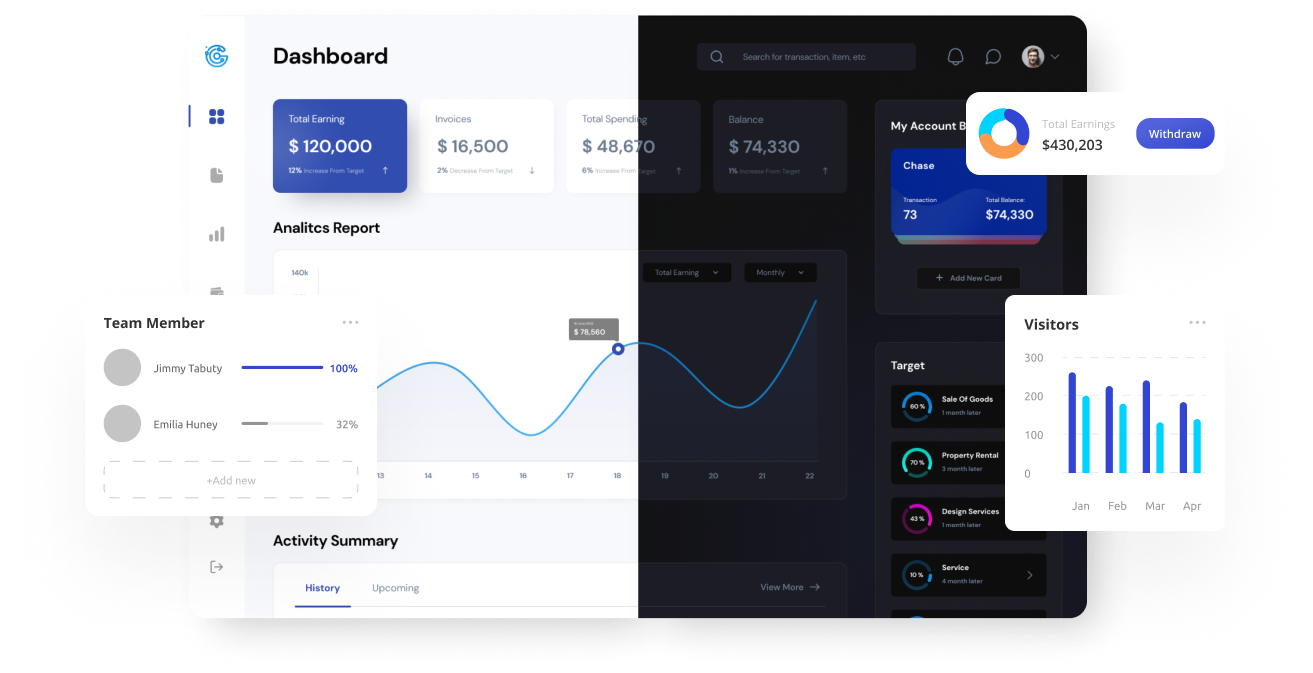 Dashboard
Search for transaction, item, etc
Total Earning
$ 120,000
12% Increase From Target
Invoices
$ 16,500
2% Decrease From Target
Total Spending
$ 48,670
6% Increase From Target
Balance
$ 74,330
1% Increase From Target
My Account B
Chase
Transaction
73
Total Balance:
$74,330
+ Add New Card
Total Earnings
$430,203
Withdraw
Analitcs Report
140k
Total Earning
Monthly
$ 78,560
13 14 15 16 17 18 19 20 21 22
Team Member
Jimmy Tabuty
100%
Emilia Huney
32%
+Add new
Target
60 %
Sale Of Goods
1 month later
70 %
Property Rental
3 month later
43 %
Design Services
1 month later
10 %
Service
4 month later
Visitors
300
200
100
0
Jan Feb Mar Apr
Activity Summary
History
Upcoming
View More